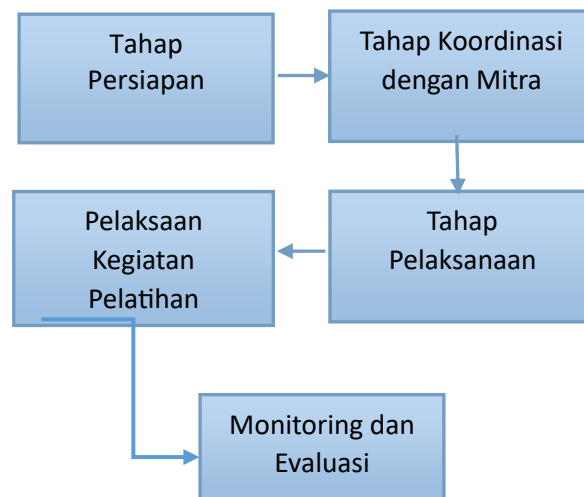 Tahap
Persiapan
Tahap Koordinasi
dengan Mitra
Tahap
Pelaksanaan
Pelaksaan
Kegiatan
Pelatihan
Monitoring dan
Evaluasi